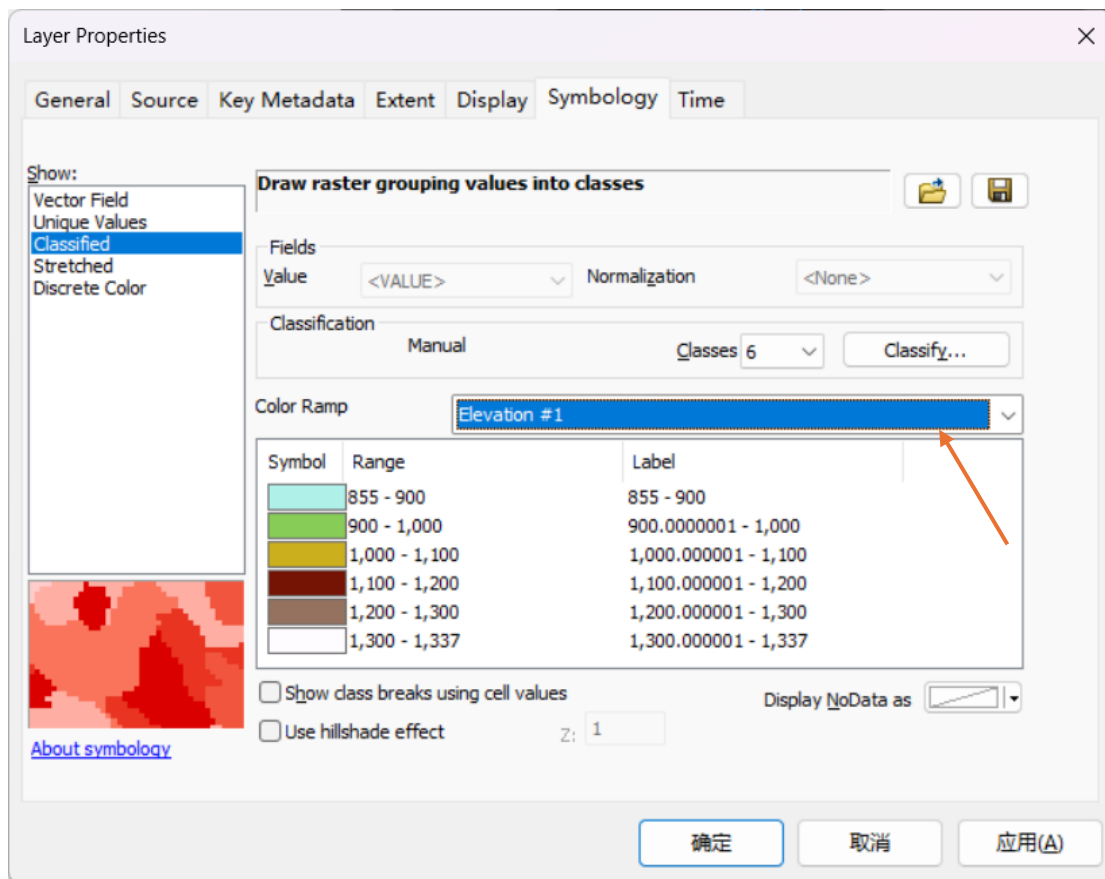 Layer Properties
General Source Key Metadata Extent Display Symbology Time
Show:
Vector Field
Unique Values
Classified
Stretched
Discrete Color
About symbology
Draw raster grouping values into classes
Fields
Value <VALUE> Normalization <None>
Classification
Manual Classes 6 Classify...
Color Ramp Elevation #1
Symbol Range Label
855 - 900 855 - 900
900 - 1,000 900.0000001 - 1,000
1,000 - 1,100 1,000.000001 - 1,100
1,100 - 1,200 1,100.000001 - 1,200
1,200 - 1,300 1,200.000001 - 1,300
1,300 - 1,337 1,300.000001 - 1,337
Show class breaks using cell values Display NoData as
Use hillshade effect Z: 1
确定 取消 应用(A)